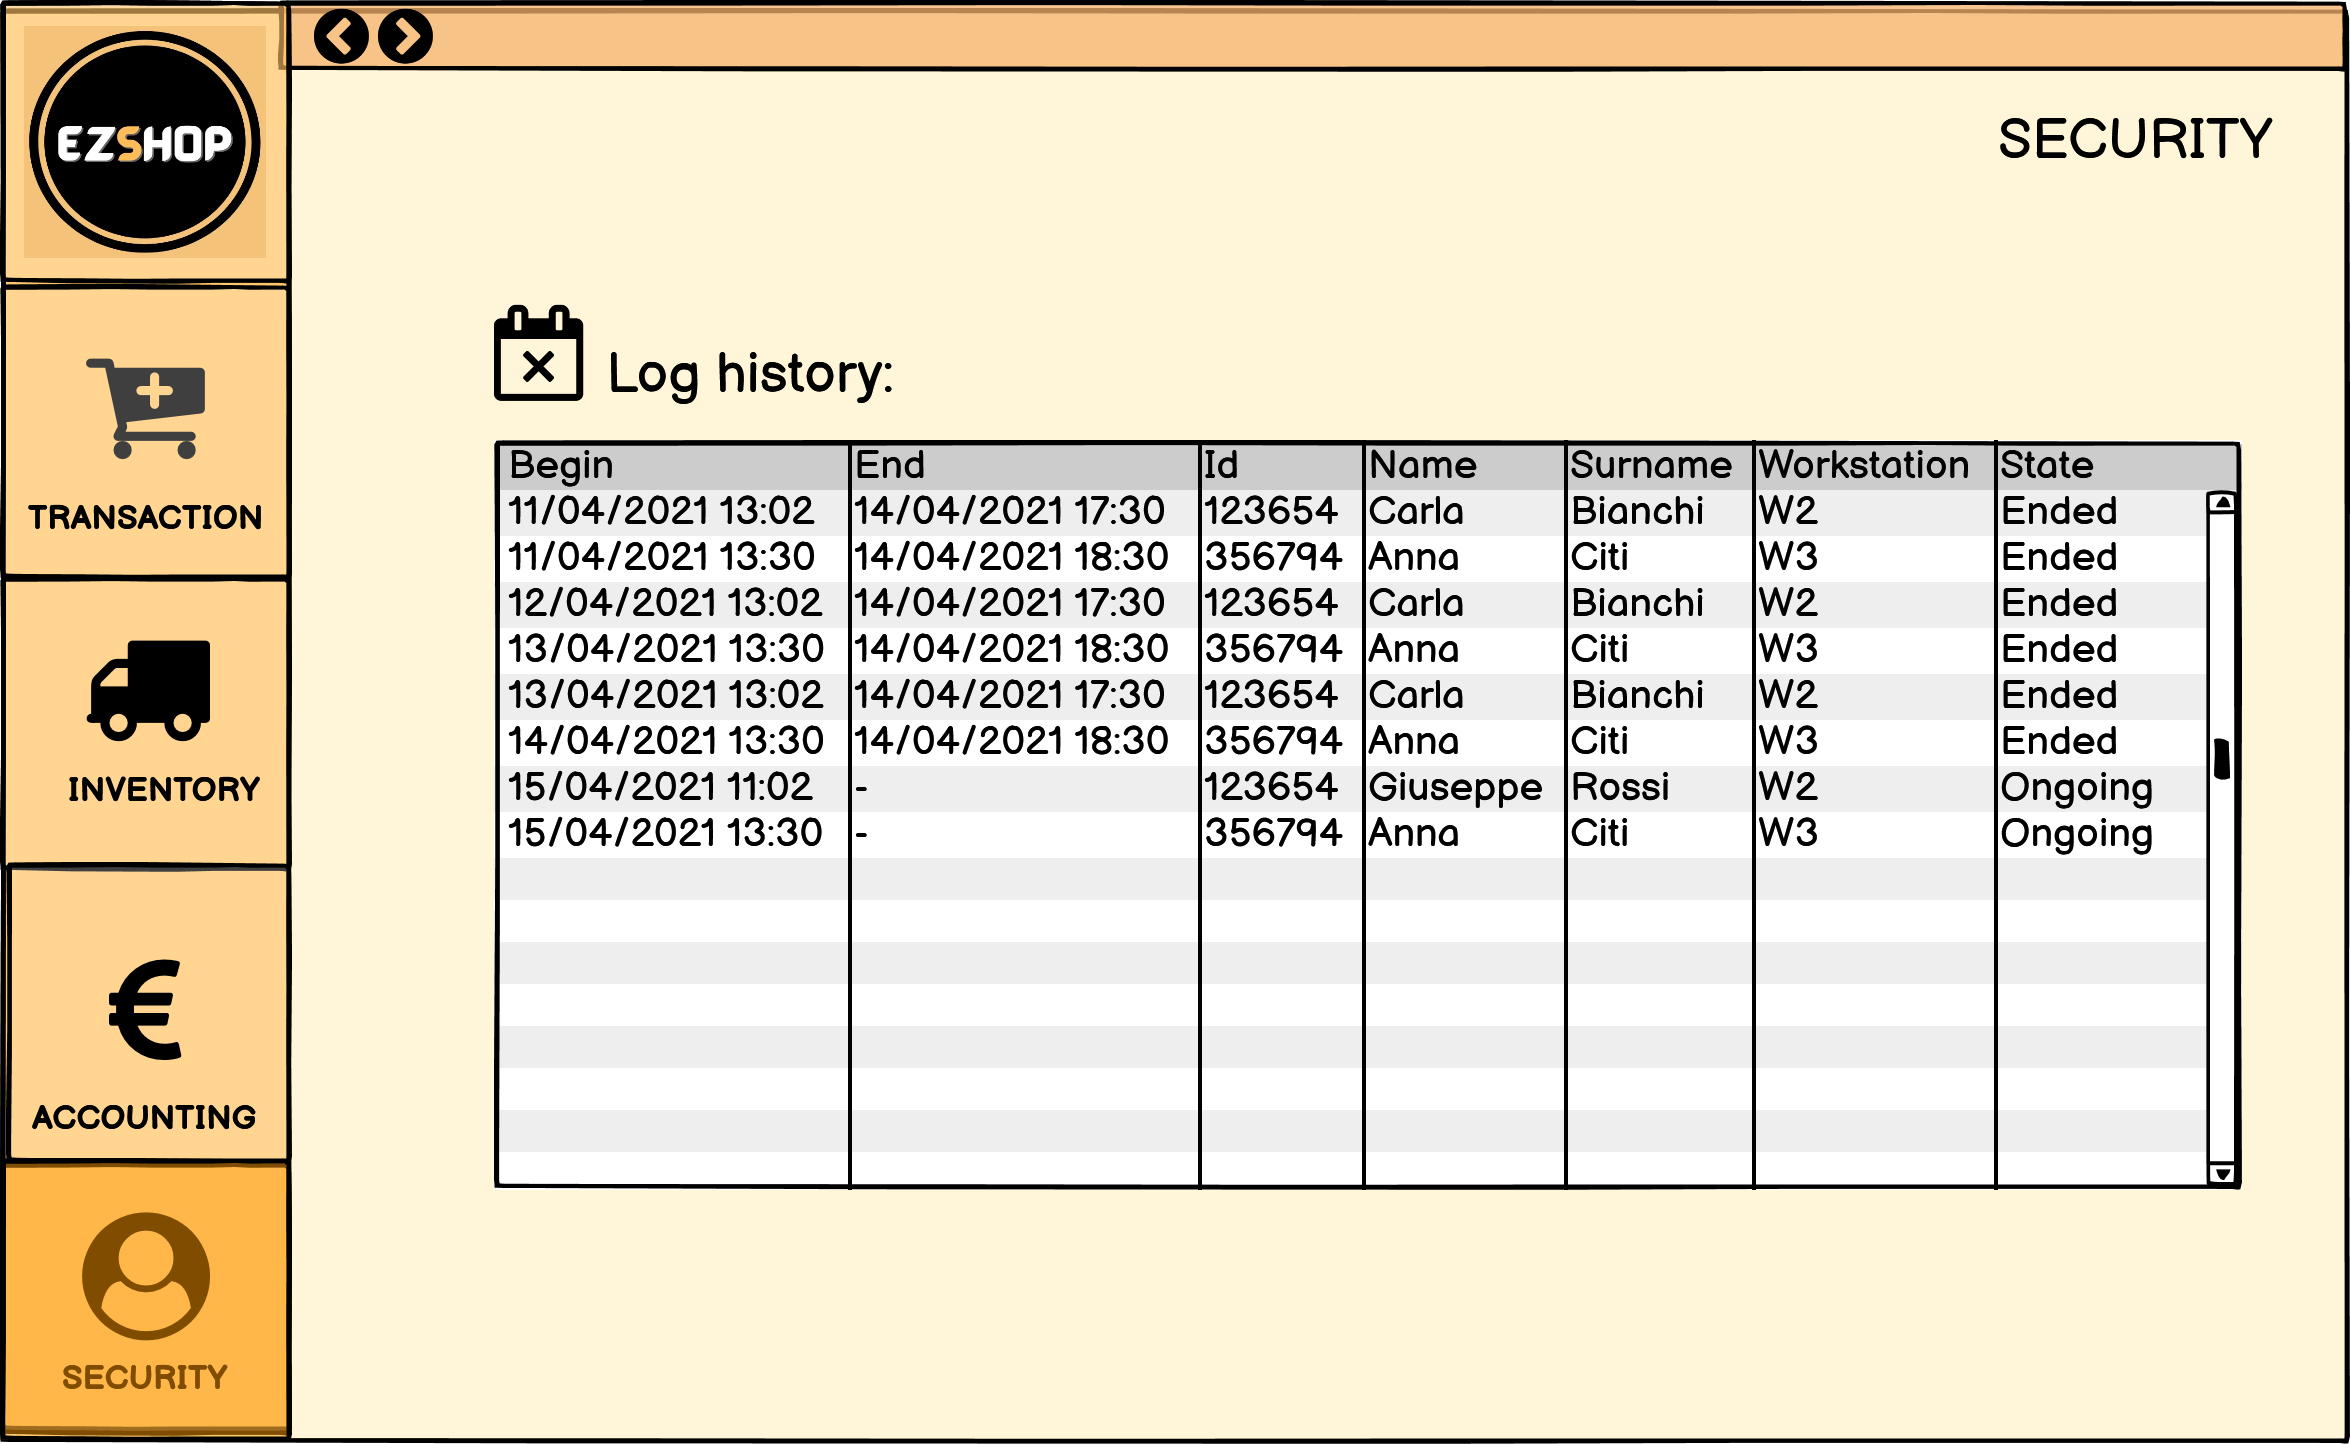 EZSHOP
TRANSACTION
INVENTORY
ACCOUNTING
SECURITY
SECURITY
Log history:
Begin End Id Name Surname Workstation State
11/04/2021 13:02 14/04/2021 17:30 123654 Carla Bianchi W2 Ended
11/04/2021 13:30 14/04/2021 18:30 356794 Anna Citi W3 Ended
12/04/2021 13:02 14/04/2021 17:30 123654 Carla Bianchi W2 Ended
13/04/2021 13:30 14/04/2021 18:30 356794 Anna Citi W3 Ended
13/04/2021 13:02 14/04/2021 17:30 123654 Carla Bianchi W2 Ended
14/04/2021 13:30 14/04/2021 18:30 356794 Anna Citi W3 Ended
15/04/2021 11:02 - 123654 Giuseppe Rossi W2 Ongoing
15/04/2021 13:30 - 356794 Anna Citi W3 Ongoing